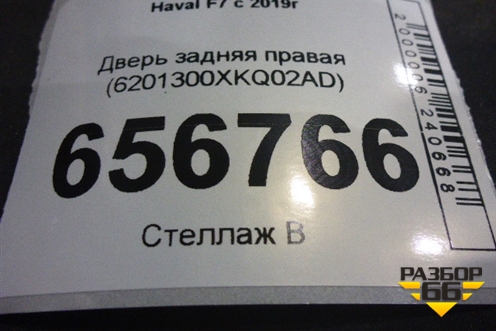 Haval F7 с 2019г
Дверь задняя правая
(6201300XKQ02AD)
656766
Стеллаж В
2000006240668
РАЗБОР
66